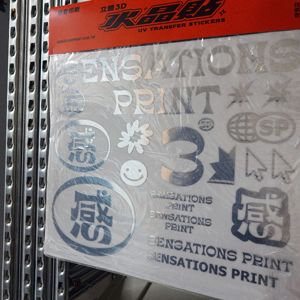 立體3D
水晶貼
UV TRANSFER STICKERS
SENSATIONS
PRINT
SP
3
感
感
感
SENSATIONS
PRINT
SENSATIONS
PRINT
SENSATIONS PRINT
SENSATIONS PRINT